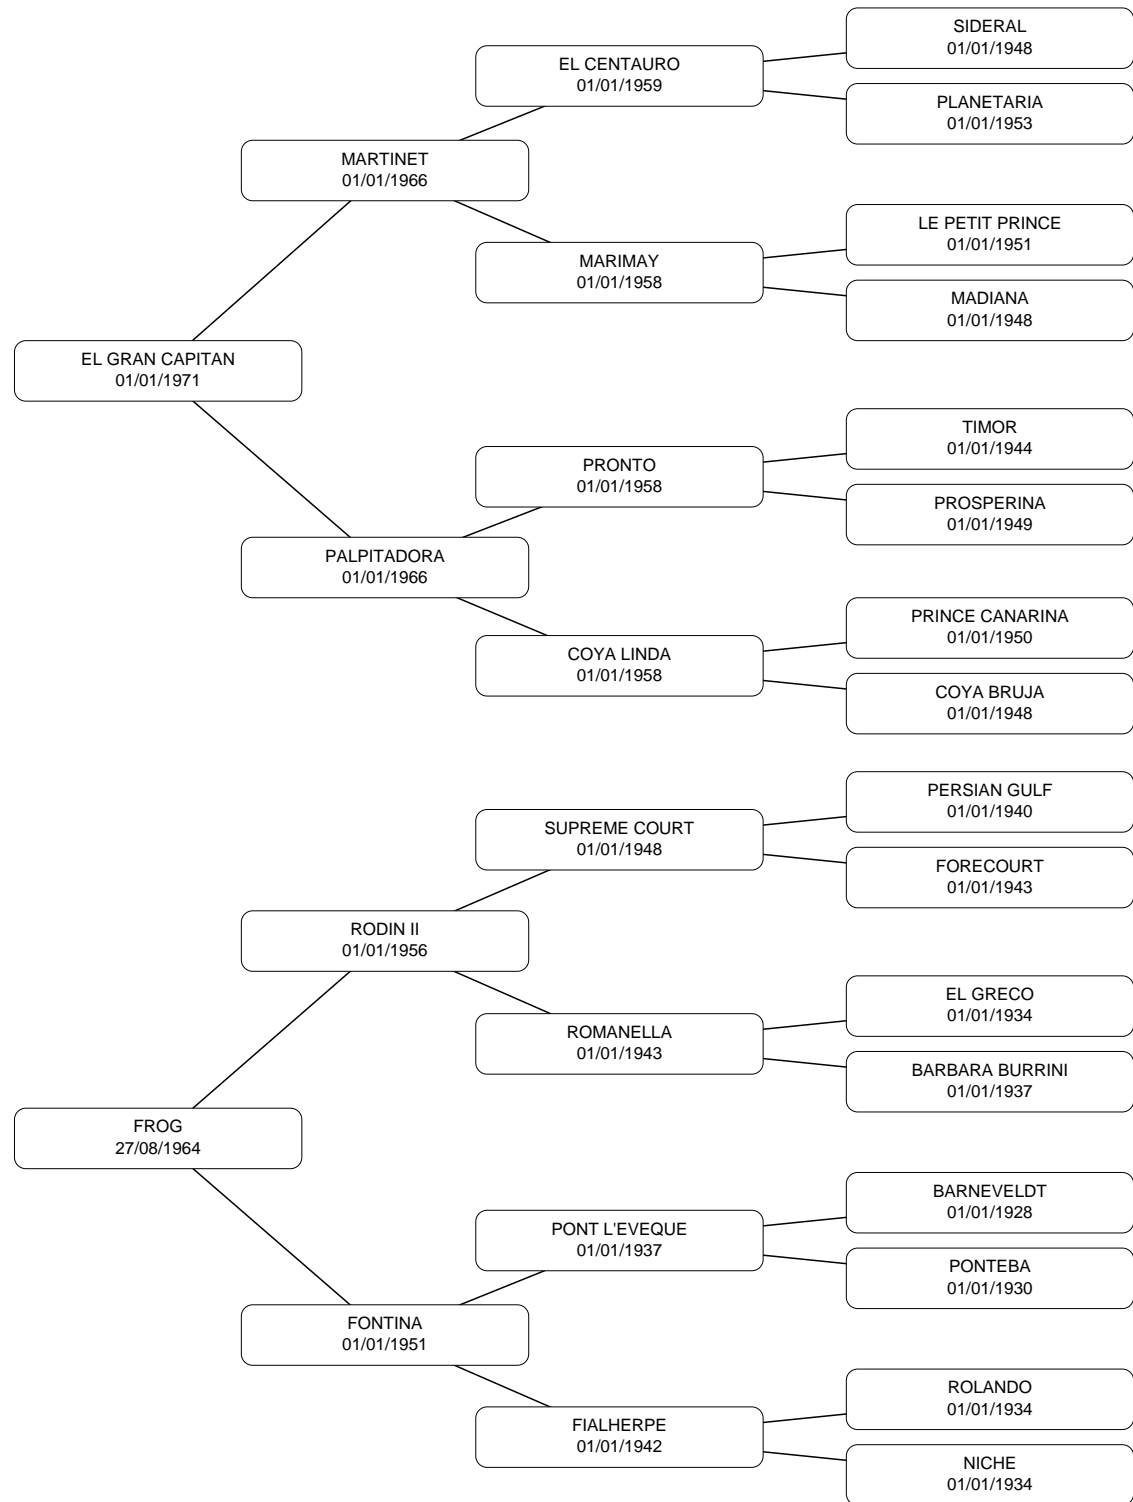 SIDERAL
01/01/1948
EL CENTAURO
01/01/1959
PLANETARIA
01/01/1953
MARTINET
01/01/1966
LE PETIT PRINCE
01/01/1951
MARIMAY
01/01/1958
MADIANA
01/01/1948
EL GRAN CAPITAN
01/01/1971
TIMOR
01/01/1944
PRONTO
01/01/1958
PROSPERINA
01/01/1949
PALPITADORA
01/01/1966
PRINCE CANARINA
01/01/1950
COYA LINDA
01/01/1958
COYA BRUJA
01/01/1948
PERSIAN GULF
01/01/1940
SUPREME COURT
01/01/1948
FORECOURT
01/01/1943
RODIN II
01/01/1956
EL GRECO
01/01/1934
ROMANELLA
01/01/1943
BARBARA BURRINI
01/01/1937
FROG
27/08/1964
BARNEVELDT
01/01/1928
PONT L'EVEQUE
01/01/1937
PONTEBA
01/01/1930
FONTINA
01/01/1951
ROLANDO
01/01/1934
FIALHERPE
01/01/1942
NICHE
01/01/1934